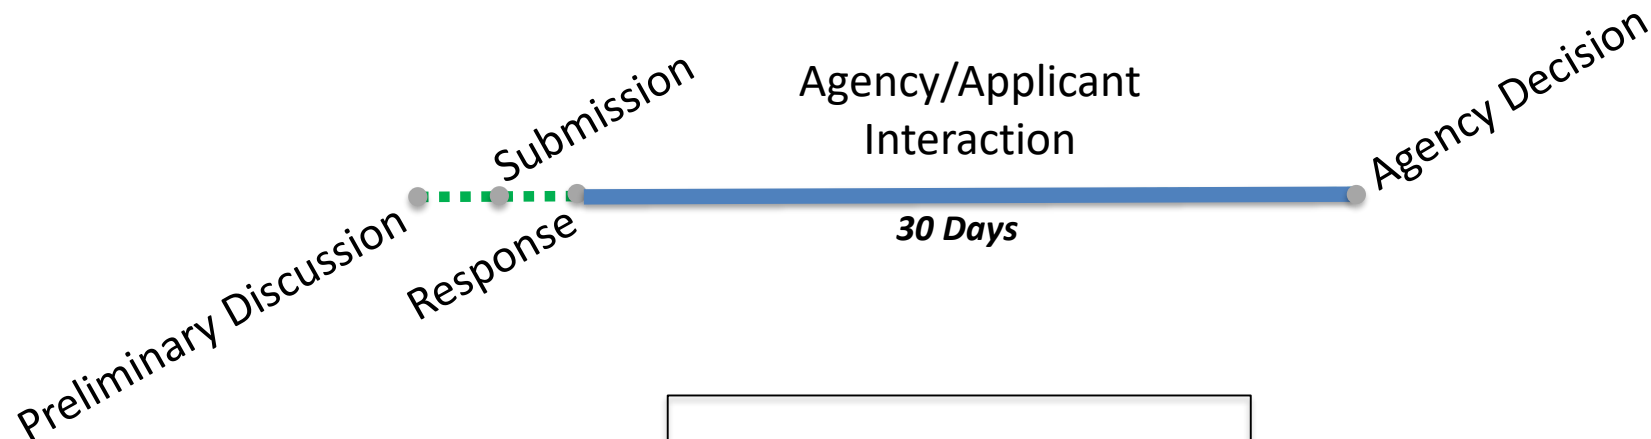 Submission
Agency/Applicant
Interaction
Agency Decision
30 Days
Response
Preliminary Discussion